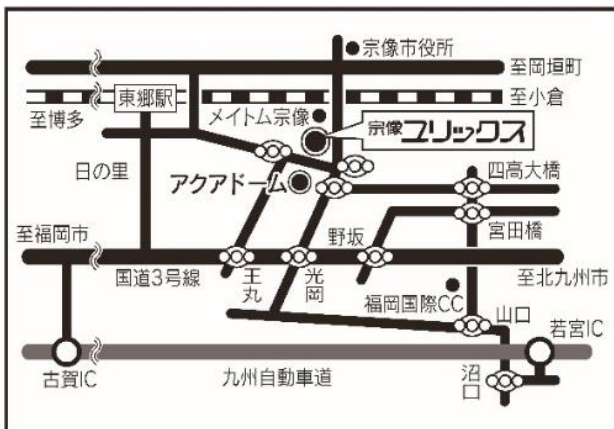 宗像市役所
至岡垣町
東郷駅
至小倉
至博多
メイトム宗像
宗像ユリックス
日の里
アクアドーム
四高大橋
宮田橋
野坂
至福岡市
国道3号線
王丸
光岡
至北九州市
福岡国際CC
山口
若宮IC
古賀IC
九州自動車道
沼口